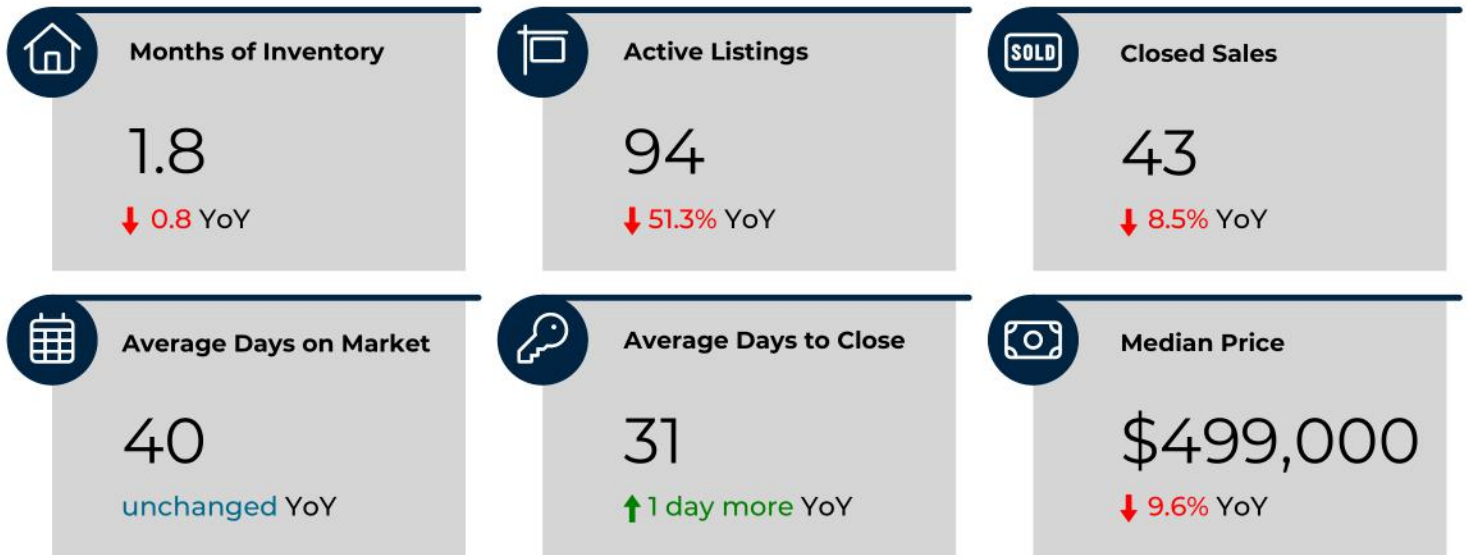 Months of Inventory
1.8
↓ 0.8 YoY
Active Listings
94
↓ 51.3% YoY
SOLD
Closed Sales
43
↓ 8.5% YoY
Average Days on Market
40
unchanged YoY
Average Days to Close
31
↑ 1 day more YoY
Median Price
$499,000
↓ 9.6% YoY